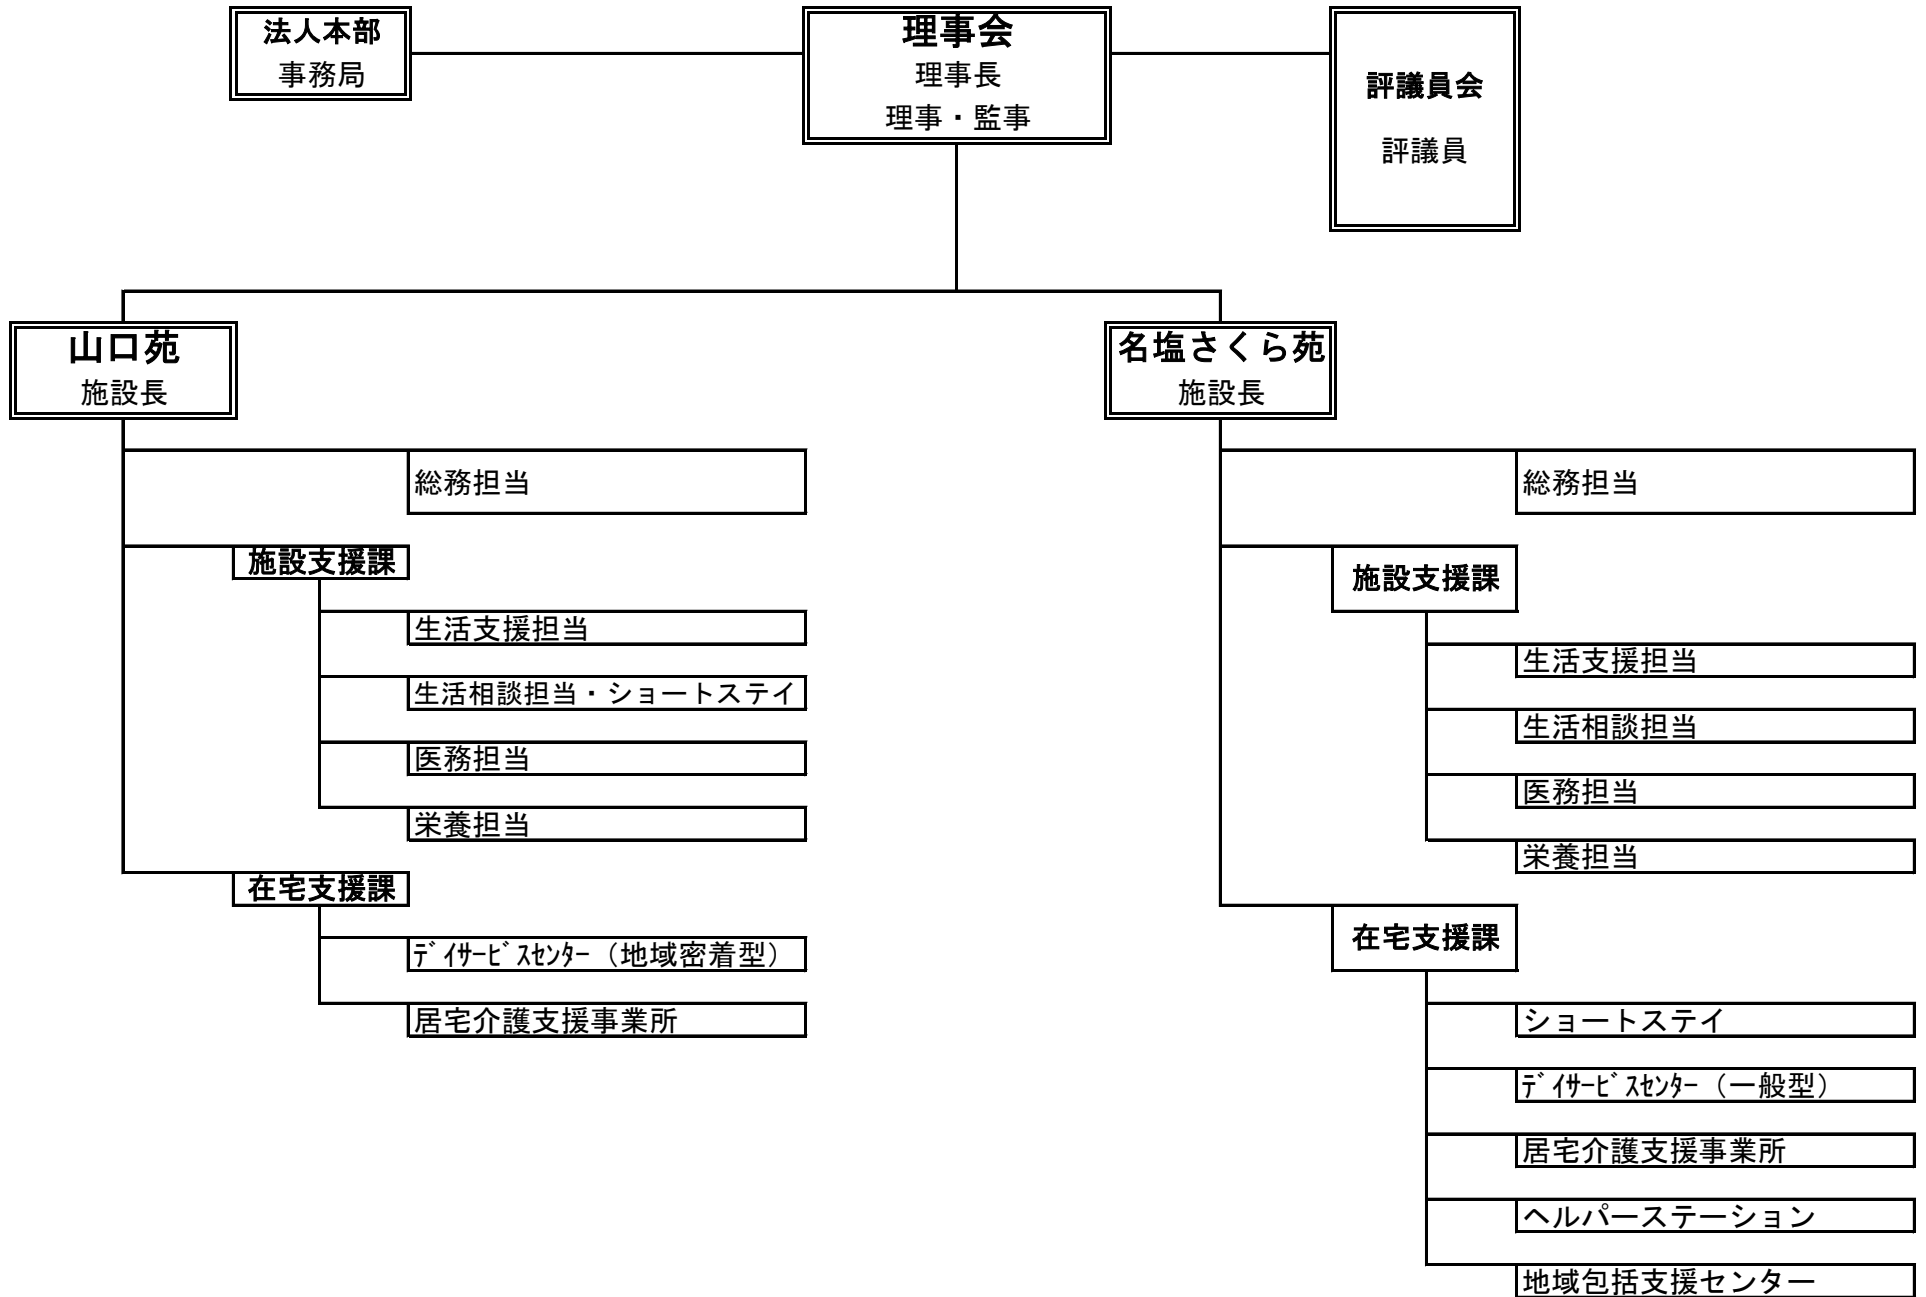 法人本部
事務局
理事会
理事長
理事・監事
評議員会
評議員
山口苑
施設長
総務担当
施設支援課
生活支援担当
生活相談担当・ショートステイ
医務担当
栄養担当
在宅支援課
ﾃﾞｲｻｰﾋﾞｽｾﾝﾀｰ（地域密着型）
居宅介護支援事業所
名塩さくら苑
施設長
総務担当
施設支援課
生活支援担当
生活相談担当
医務担当
栄養担当
在宅支援課
ショートステイ
ﾃﾞｲｻｰﾋﾞｽｾﾝﾀｰ（一般型）
居宅介護支援事業所
ヘルパーステーション
地域包括支援センター